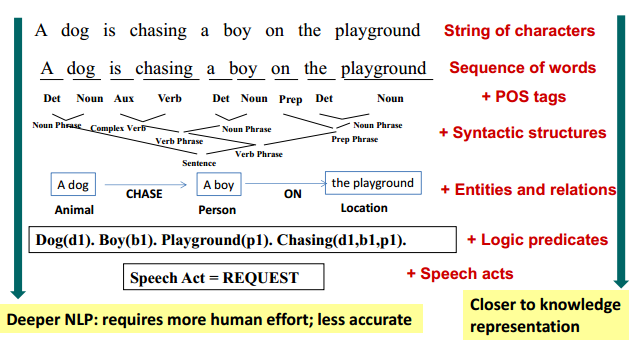 A dog is chasing a boy on the playground String of characters
A dog is chasing a boy on the playground Sequence of words
Det Noun Aux Verb Det Noun Prep Det Noun + POS tags
Noun Phrase Complex Verb Noun Phrase Noun Phrase
+ Syntactic structures
Verb Phrase Prep Phrase
Verb Phrase
Sentence
A dog CHASE A boy ON the playground + Entities and relations
Animal Person Location
Dog(d1). Boy(b1). Playground(p1). Chasing(d1,b1,p1). + Logic predicates
Speech Act = REQUEST + Speech acts
Deeper NLP: requires more human effort; less accurate
Closer to knowledge
representation